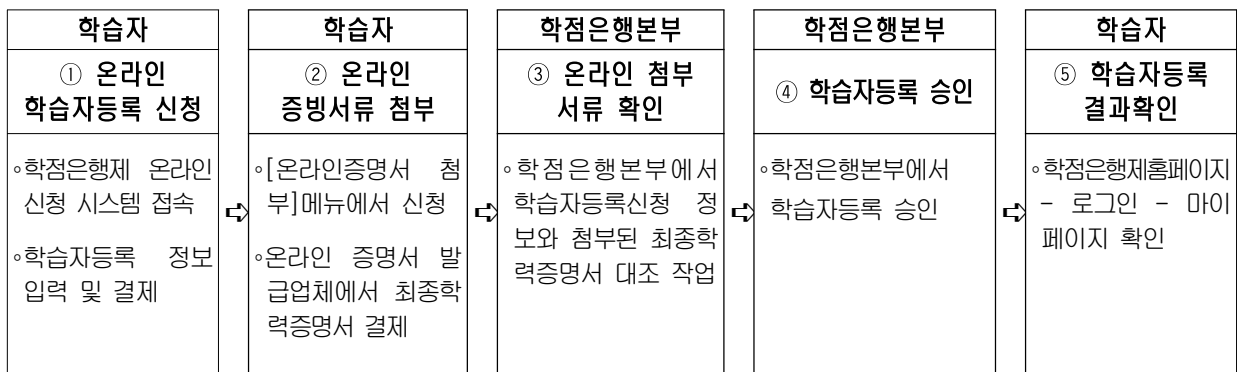 학습자
① 온라인
학습자등록 신청
◦학점은행제 온라인
신청 시스템 접속
◦학습자등록 정보
입력 및 결제
학습자
② 온라인
증빙서류 첨부
◦[온라인증명서 첨
부]메뉴에서 신청
◦온라인 증명서 발
급업체에서 최종학
력증명서 결제
학점은행본부
③ 온라인 첨부
서류 확인
◦학점은행본부에서
학습자등록신청 정
보와 첨부된 최종학
력증명서 대조 작업
학점은행본부
④ 학습자등록 승인
◦학점은행본부에서
학습자등록 승인
학습자
⑤ 학습자등록
결과확인
◦학점은행제홈페이지
- 로그인 - 마이
페이지 확인